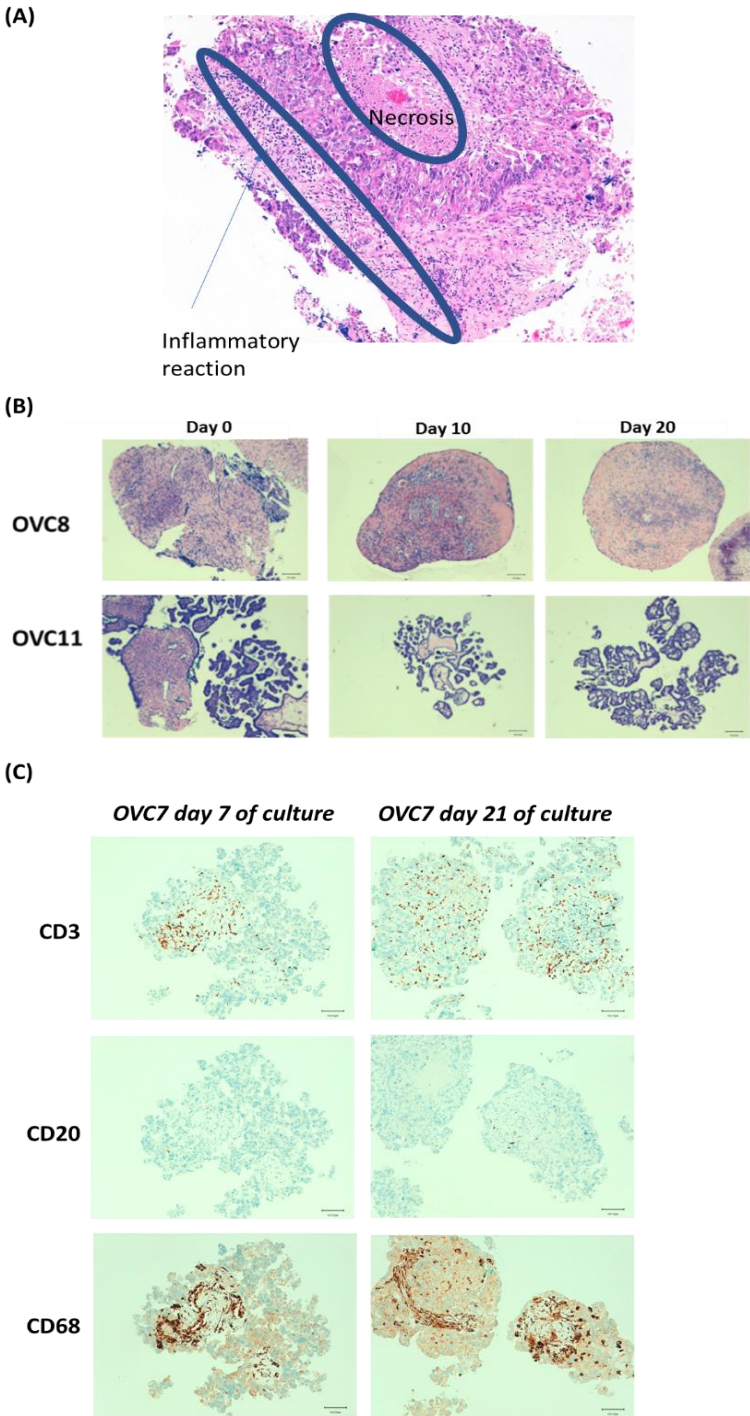 (A)
Necrosis
Inflammatory
reaction
(B)
Day 0
Day 10
Day 20
OVC8
OVC11
(C)
OVC7 day 7 of culture
OVC7 day 21 of culture
CD3
CD20
CD68